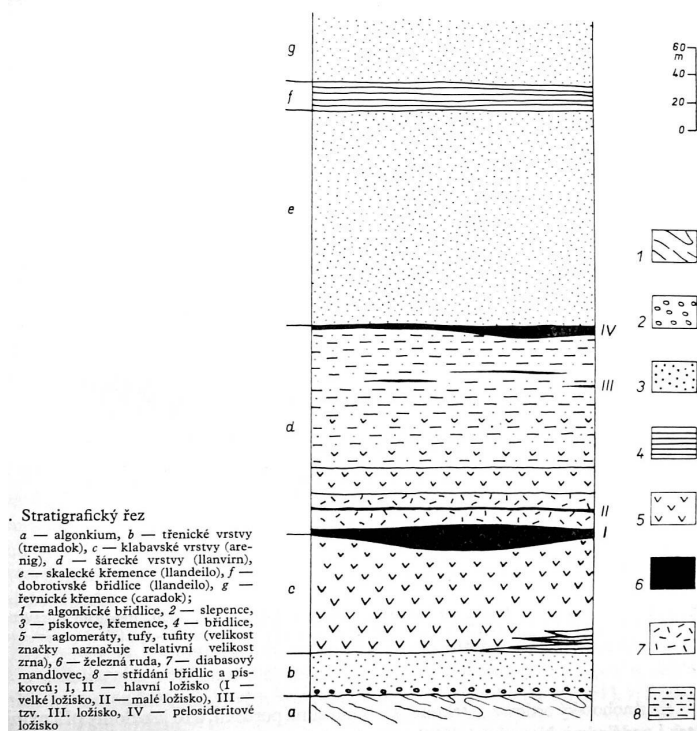 g
f
e
d
c
b
a
60
m
40
20
0
IV
III
II
I
1
2
3
4
5
6
7
8
. Stratigrafický řez
a — algonkium, b — třenické vrstvy
(tremadok), c — klabavské vrstvy (are-
nig), d — šárecké vrstvy (llanvirn),
e — skalecké křemence (llandeilo), f —
dobrotivské břidlice (llandeilo), g —
řevnické křemence (caradok);
1 — algonkické břidlice, 2 — slepence,
3 — pískovce, křemence, 4 — břidlice,
5 — aglomeráty, tufy, tufity (velikost
značky naznačuje relativní velikost
zrna), 6 — železná ruda, 7 — diabasový
mandlovec, 8 — střídání břidlic a pís-
kovců; I, II — hlavní ložisko (I —
velké ložisko, II — malé ložisko), III —
tzv. III. ložisko, IV — pelosideritové
ložisko